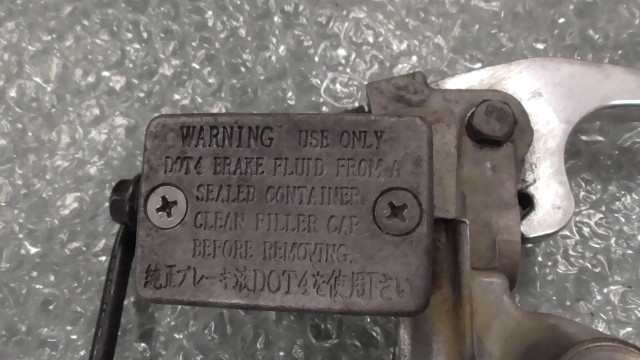 WARNING USE ONLY
DOT4 BRAKE FLUID FROM A
SEALED CONTAINER.
CLEAN FILLER CAP
BEFORE REMOVING.
純正ブレーキ液DOT4を使用下さい